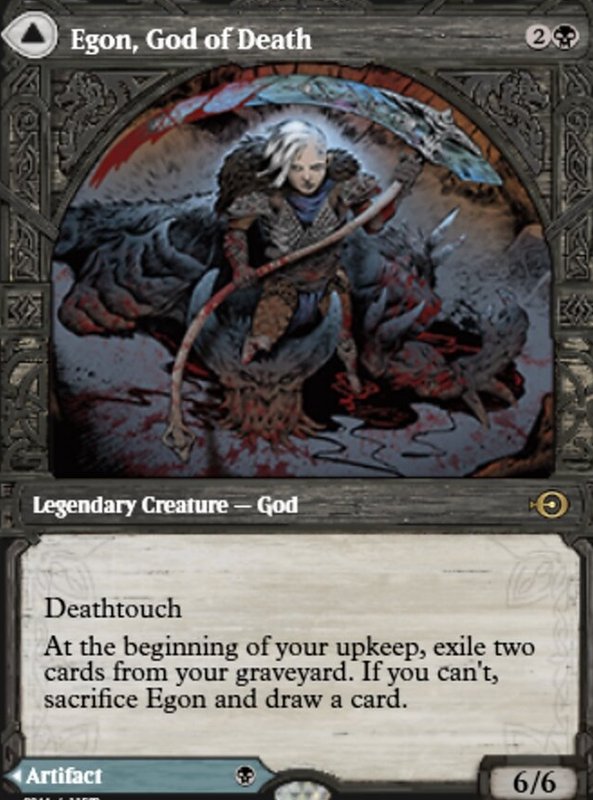 Egon, God of Death
2
Legendary Creature — God
Deathtouch
At the beginning of your upkeep, exile two
cards from your graveyard. If you can't,
sacrifice Egon and draw a card.
Artifact
6/6